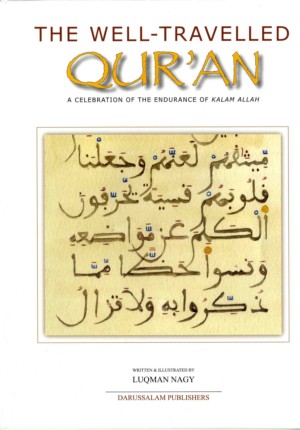 THE WELL-TRAVELLED
QUR'AN
A CELEBRATION OF THE ENDURANCE OF KALAM ALLAH
ميثقهم لعنهم وجعلنا
قلوبهم قسية يحرفون
الكلم عن مواضعه
ونسوا حظا مما
ذكروا به ولا تزال
WRITTEN & ILLUSTRATED BY
LUQMAN NAGY
DARUSSALAM PUBLISHERS